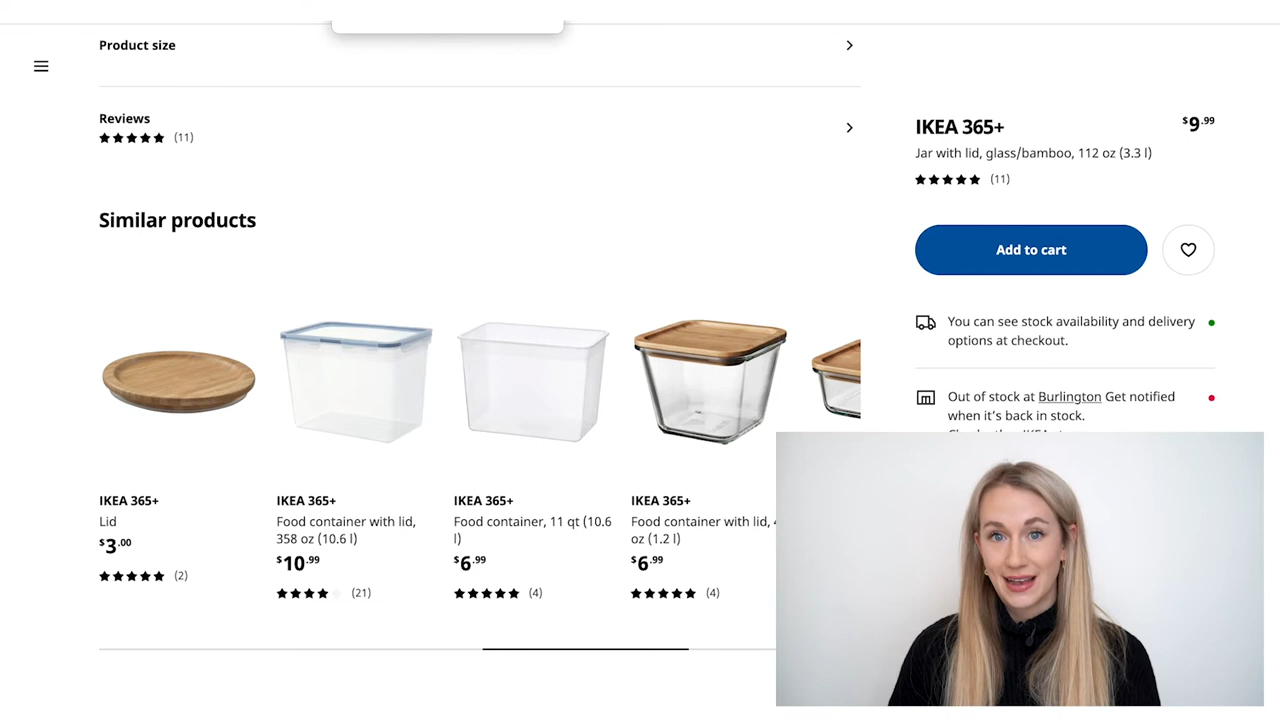 Product size
Reviews
(11)
Similar products
IKEA 365+
Lid
$3.00
(2)
IKEA 365+
Food container with lid,
358 oz (10.6 l)
$10.99
(21)
IKEA 365+
Food container, 11 qt (10.6
l)
$6.99
(4)
IKEA 365+
Food container with lid,
oz (1.2 l)
$6.99
(4)
IKEA 365+
$9.99
Jar with lid, glass/bamboo, 112 oz (3.3 l)
(11)
Add to cart
You can see stock availability and delivery
options at checkout.
Out of stock at Burlington Get notified
when it's back in stock.